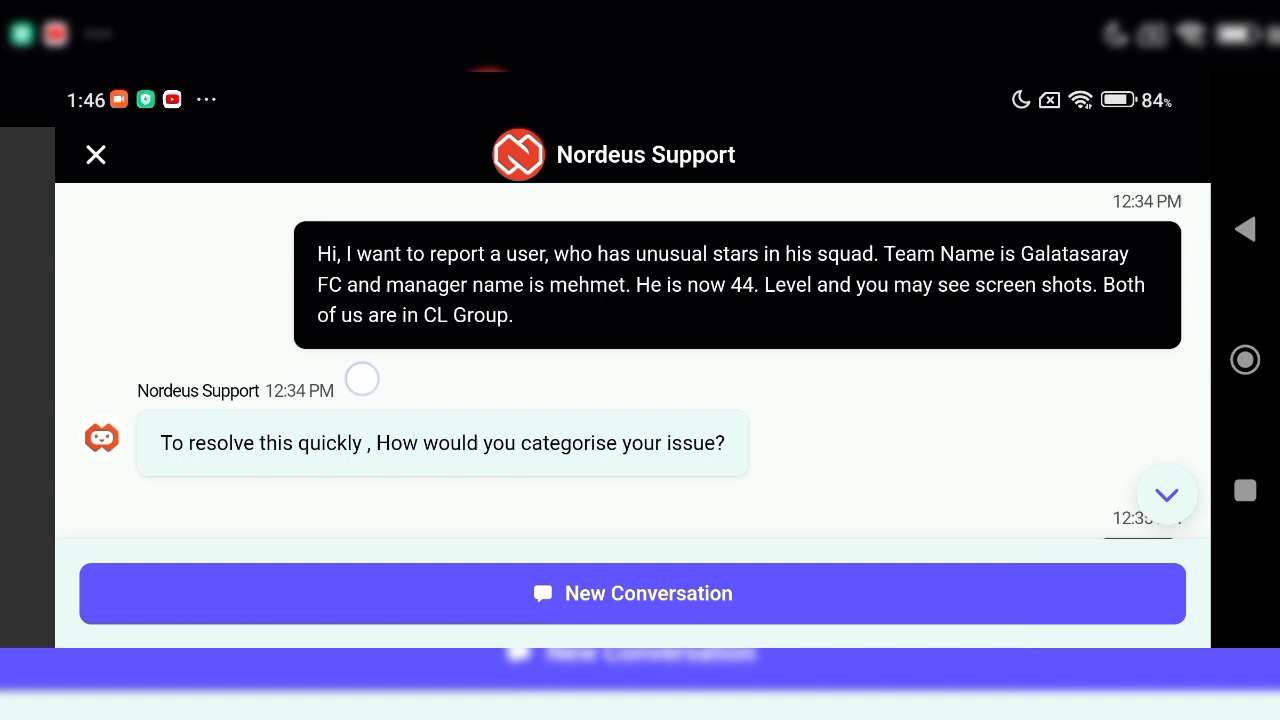 1:46
84%
Nordeus Support
12:34 PM
Hi, I want to report a user, who has unusual stars in his squad. Team Name is Galatasaray
FC and manager name is mehmet. He is now 44. Level and you may see screen shots. Both
of us are in CL Group.
Nordeus Support 12:34 PM
To resolve this quickly , How would you categorise your issue?
New Conversation
New Conversation